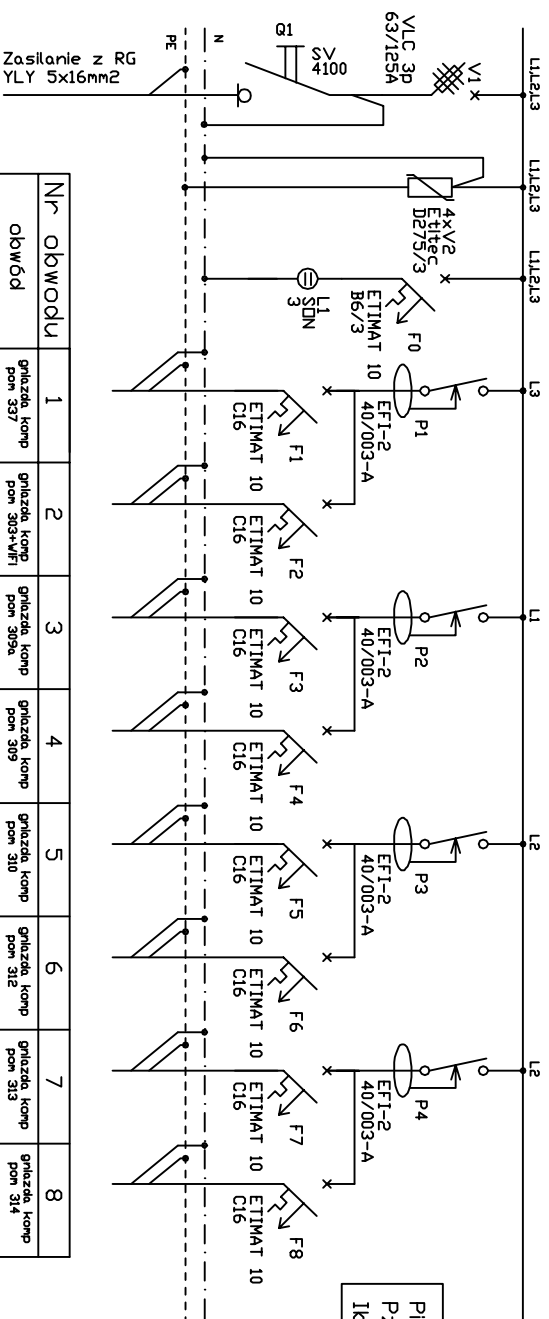 L1,L2,L3
L1,L2,L3
L1,L2,L3
L3
L1
L2
L2
V1
VLC 3p
63/125A
Q1
SV
4100
N
PE
Zasilanie z RG
YLY 5x16mm2
4xV2
Etitec
D275/3
F0
ETIMAT 10
B6/3
L1
SON
3
P1
EFI-2
40/003-A
P2
EFI-2
40/003-A
P3
EFI-2
40/003-A
P4
EFI-2
40/003-A
F1
ETIMAT 10
C16
F2
ETIMAT 10
C16
F3
ETIMAT 10
C16
F4
ETIMAT 10
C16
F5
ETIMAT 10
C16
F6
ETIMAT 10
C16
F7
ETIMAT 10
C16
F8
ETIMAT 10
C16
Pi
Pz
Ik
Nr obwodu 1 2 3 4 5 6 7 8
obwód
gniazda komp
pom 337
gniazda komp
pom 303+WIFI
gniazda komp
pom 309a
gniazda komp
pom 309
gniazda komp
pom 310
gniazda komp
pom 312
gniazda komp
pom 313
gniazda komp
pom 314